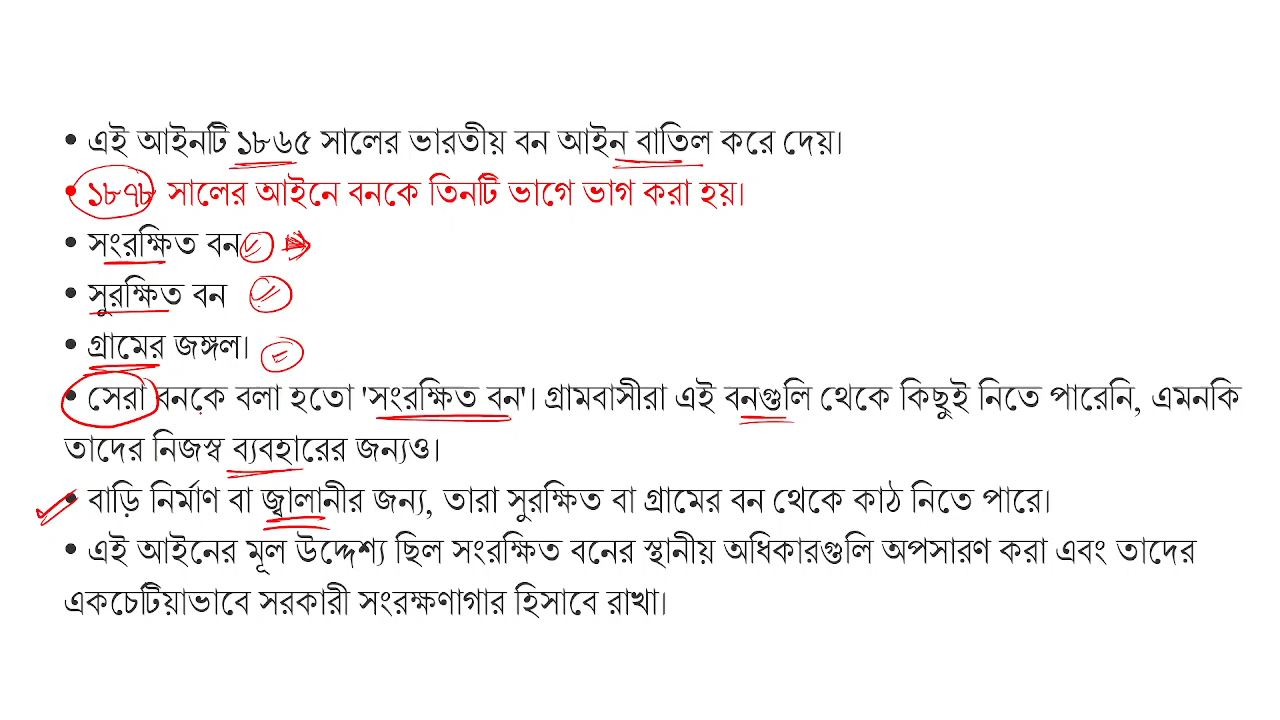 • এই আইনটি ১৮৬৫ সালের ভারতীয় বন আইন বাতিল করে দেয়।
• ১৮৭৮ সালের আইনে বনকে তিনটি ভাগে ভাগ করা হয়।
• সংরক্ষিত বন
• সুরক্ষিত বন
• গ্রামের জঙ্গল।
• সেরা বনকে বলা হতো 'সংরক্ষিত বন'। গ্রামবাসীরা এই বনগুলি থেকে কিছুই নিতে পারেনি, এমনকি
তাদের নিজস্ব ব্যবহারের জন্যও।
• বাড়ি নির্মাণ বা জ্বালানীর জন্য, তারা সুরক্ষিত বা গ্রামের বন থেকে কাঠ নিতে পারে।
• এই আইনের মূল উদ্দেশ্য ছিল সংরক্ষিত বনের স্থানীয় অধিকারগুলি অপসারণ করা এবং তাদের
একচেটিয়াভাবে সরকারী সংরক্ষণাগার হিসাবে রাখা।